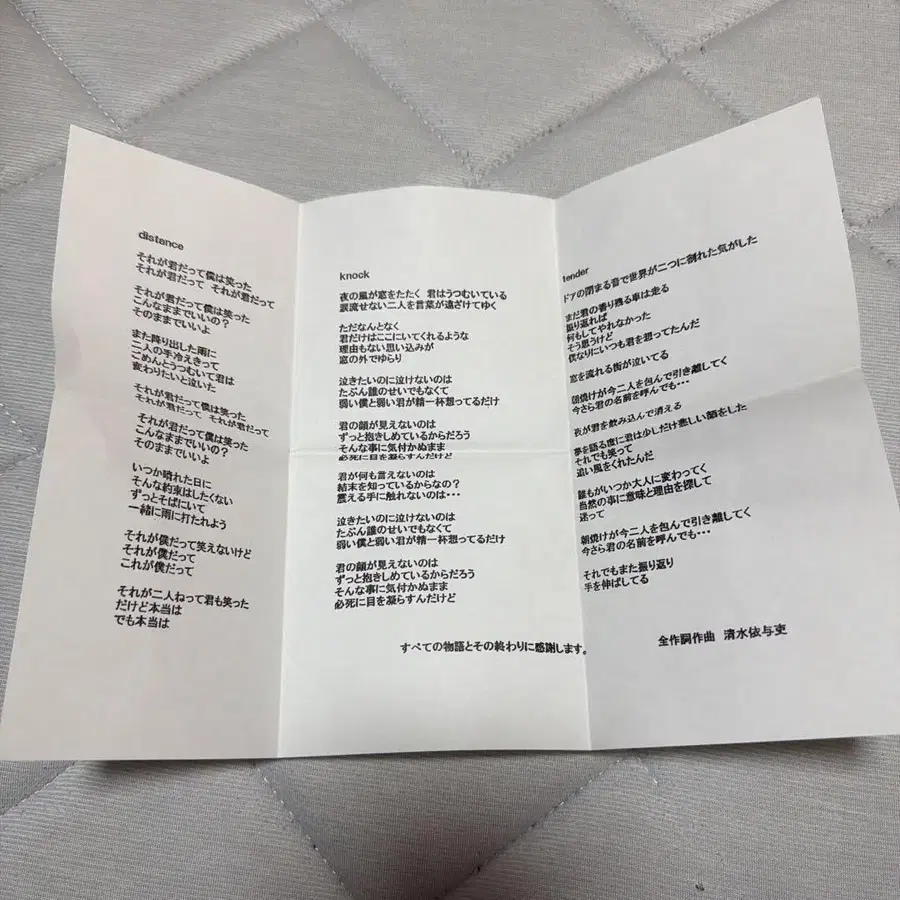 distance
それが君だって僕は笑った
それが君だって それが君だって
それが君だって僕は笑った
こんなままでいいの?
そのままでいいよ
また降り出した雨に
二人の手冷えきって
ごめんとうつむいて君は
変わりたいと泣いた
それが君だって僕は笑った
それが君だって それが君だって
それが君だって僕は笑った
こんなままでいいの?
そのままでいいよ
いつか晴れた日に
そんな約束はしたくない
ずっとそばにいて
一緒に雨に打たれよう
それが僕だって笑えないけど
それが僕だって
これが僕だって
それが二人ねって君も笑った
だけど本当は
でも本当は
knock
夜の風が窓をたたく 君はうつむいている
涙流せない二人を言葉が遠ざけてゆく
ただなんとなく
君だけはここにいてくれるような
理由もない思い込みが
窓の外でゆらり
泣きたいのに泣けないのは
たぶん誰のせいでもなくて
弱い僕と弱い君が精一杯想ってるだけ
君の顔が見えないのは
ずっと抱きしめているからだろう
そんな事に気付かぬまま
必死に目を凝らすんだけど
君が何も言えないのは
結末を知っているからなの?
震える手に触れないのは・・・
泣きたいのに泣けないのは
たぶん誰のせいでもなくて
弱い僕と弱い君が精一杯想ってるだけ
君の顔が見えないのは
ずっと抱きしめているからだろう
そんな事に気付かぬまま
必死に目を凝らすんだけど
すべての物語とその終わりに感謝します。
tender
ドアの閉まる音で世界が二つに割れた気がした
まだ君の香り残る車は走る
振り返れば
何もしてやれなかった
そう思うけど
僕なりにいつも君を想ってたんだ
窓を流れる街が泣いてる
朝焼けが今二人を包んで引き離してく
今さら君の名前を呼んでも・・・
夜が君を飲み込んで消える
夢を語る度に君は少しだけ悲しい顔をした
それでも笑って
追い風をくれたんだ
誰もがいつか大人に変わってく
当然の事に意味と理由を探して
迷って
朝焼けが今二人を包んで引き離してく
今さら君の名前を呼んでも・・・
それでもまた振り返り
手を伸ばしてる
全作詞作曲 清水依与吏